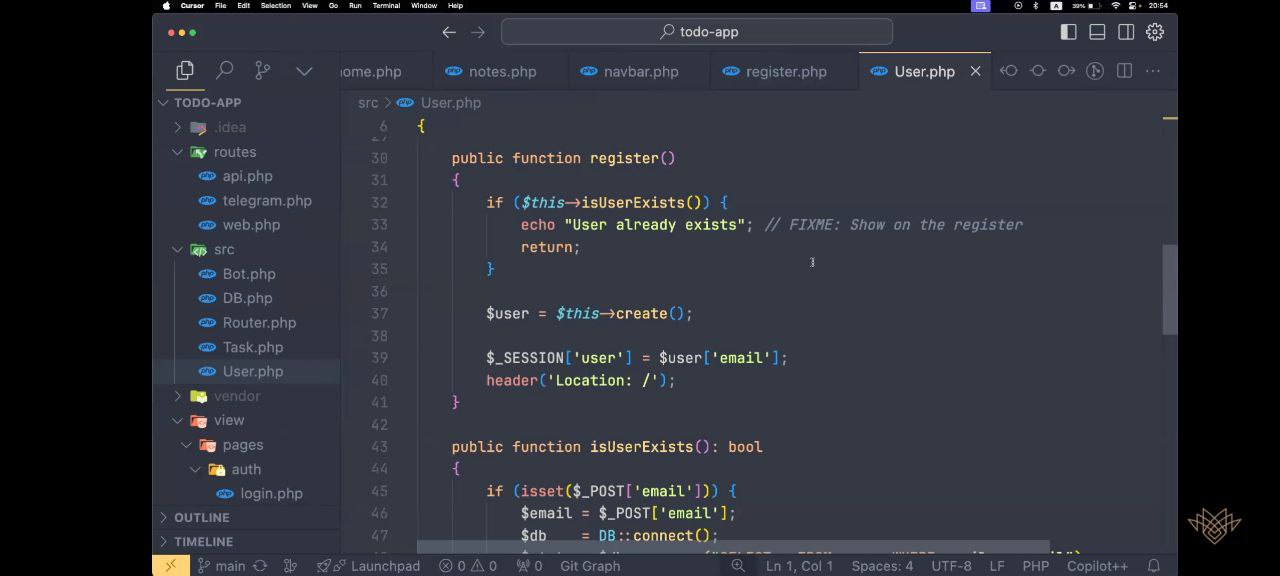 Cursor File Edit Selection View Go Run Terminal Window Help A 39% 20:54
todo-app
ome.php notes.php navbar.php register.php User.php
TODO-APP
.idea
routes
api.php
telegram.php
web.php
src
Bot.php
DB.php
Router.php
Task.php
User.php
vendor
view
pages
auth
login.php
OUTLINE
TIMELINE
src > User.php
6 {
29
30 public function register()
31 {
32 if ($this->isUserExists()) {
33 echo "User already exists"; // FIXME: Show on the register
34 return;
35 }
36
37 $user = $this->create();
38
39 $_SESSION['user'] = $user['email'];
40 header('Location: /');
41 }
42
43 public function isUserExists(): bool
44 {
45 if (isset($_POST['email'])) {
46 $email = $_POST['email'];
47 $db = DB::connect();
main Launchpad 0 0 0 Git Graph Ln 1, Col 1 Spaces: 4 UTF-8 LF PHP Copilot++